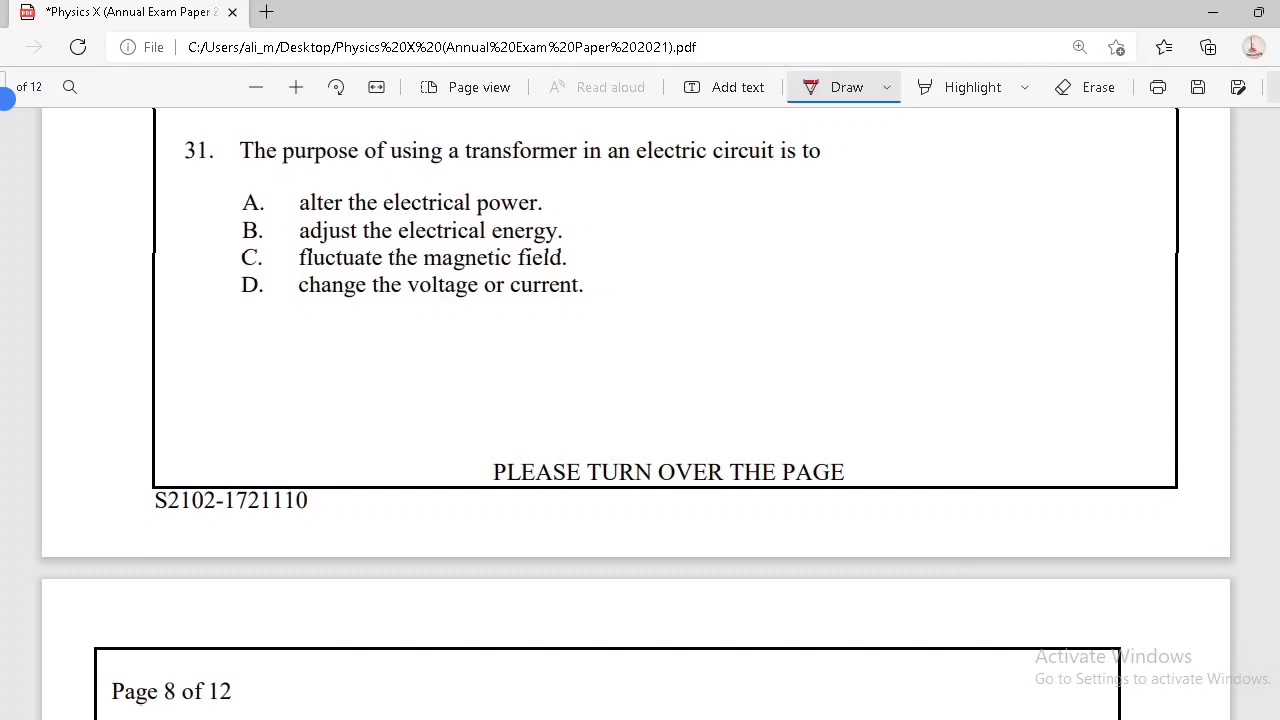 *Physics X (Annual Exam Paper 2
File
C:/Users/ali_m/Desktop/Physics%20X%20(Annual%20Exam%20Paper%202021).pdf
of 12
Page view
Read aloud
Add text
Draw
Highlight
Erase
31. The purpose of using a transformer in an electric circuit is to
A. alter the electrical power.
B. adjust the electrical energy.
C. fluctuate the magnetic field.
D. change the voltage or current.
PLEASE TURN OVER THE PAGE
S2102-1721110
Activate Windows
Go to Settings to activate Windows.
Page 8 of 12